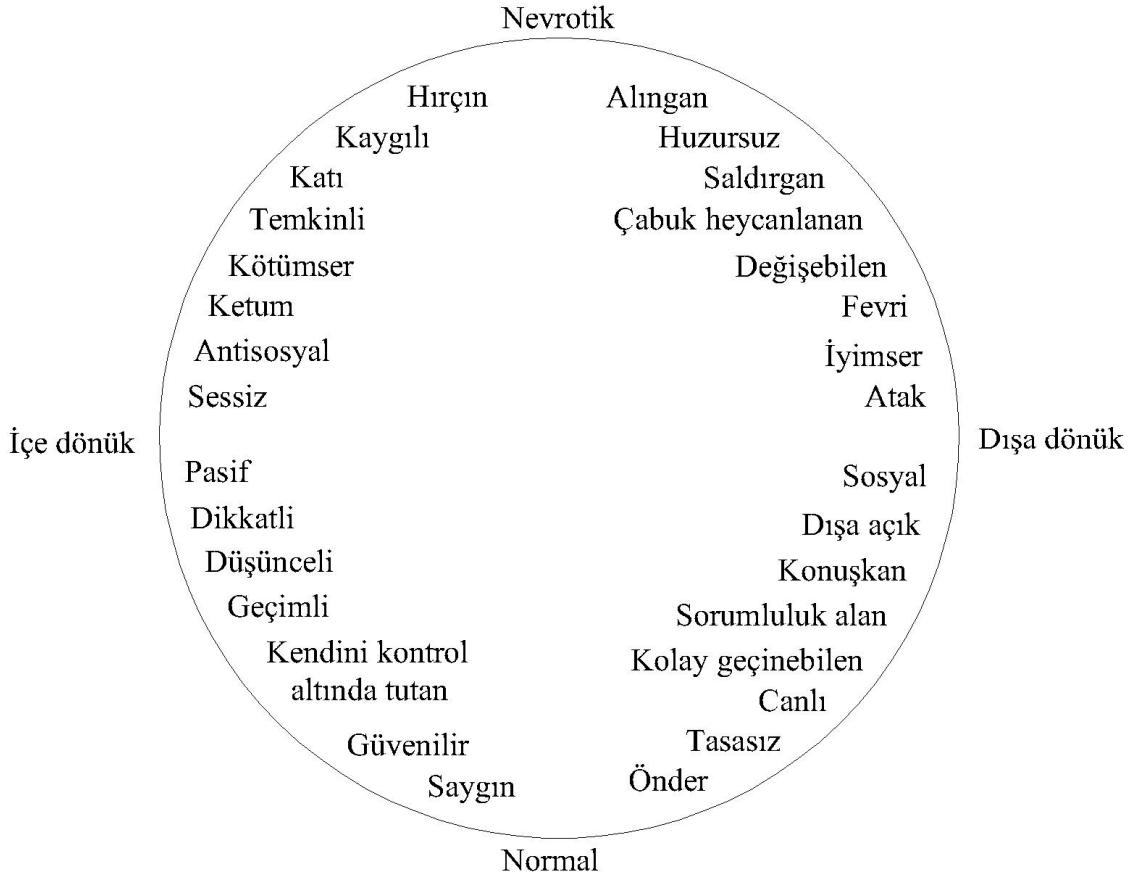 Nevrotik
Hırçın
Alıngan
Kaygılı
Huzursuz
Katı
Saldırgan
Temkinli
Çabuk heycanlanan
Kötümser
Değişebilen
Ketum
Fevri
Antisosyal
İyimser
Sessiz
Atak
İçe dönük
Dışa dönük
Pasif
Sosyal
Dikkatli
Dışa açık
Düşünceli
Konuşkan
Geçimli
Sorumluluk alan
Kendini kontrol
altında tutan
Kolay geçinebilen
Canlı
Güvenilir
Tasasız
Saygın
Önder
Normal